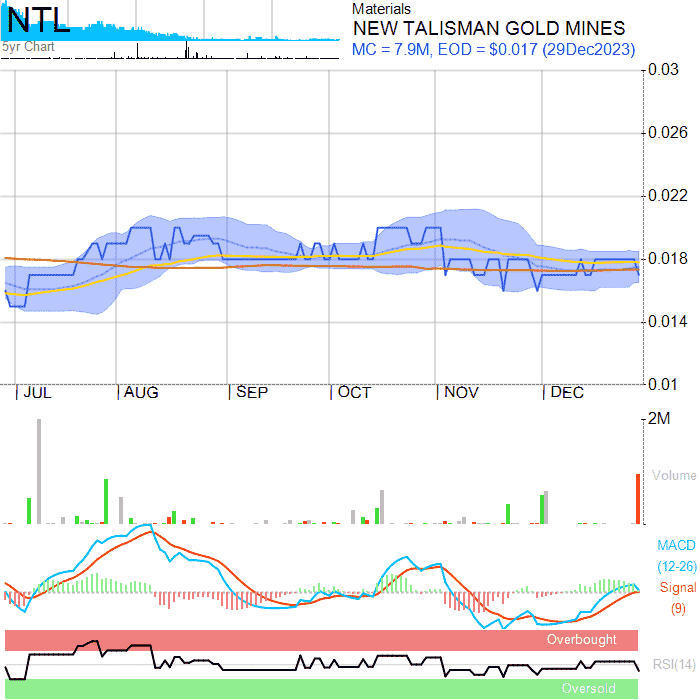 NTL
5yr Chart
Materials
NEW TALISMAN GOLD MINES
MC = 7.9M, EOD = $0.017 (29Dec2023)
0.03
0.026
0.022
0.018
0.014
0.01
JUL AUG SEP OCT NOV DEC
2M
Volume
MACD
(12-26)
Signal
(9)
Overbought
RSI(14)
Oversold